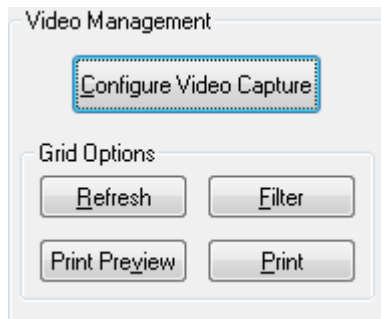 Video Management
Configure Video Capture
Grid Options
Refresh Filter
Print Preview Print